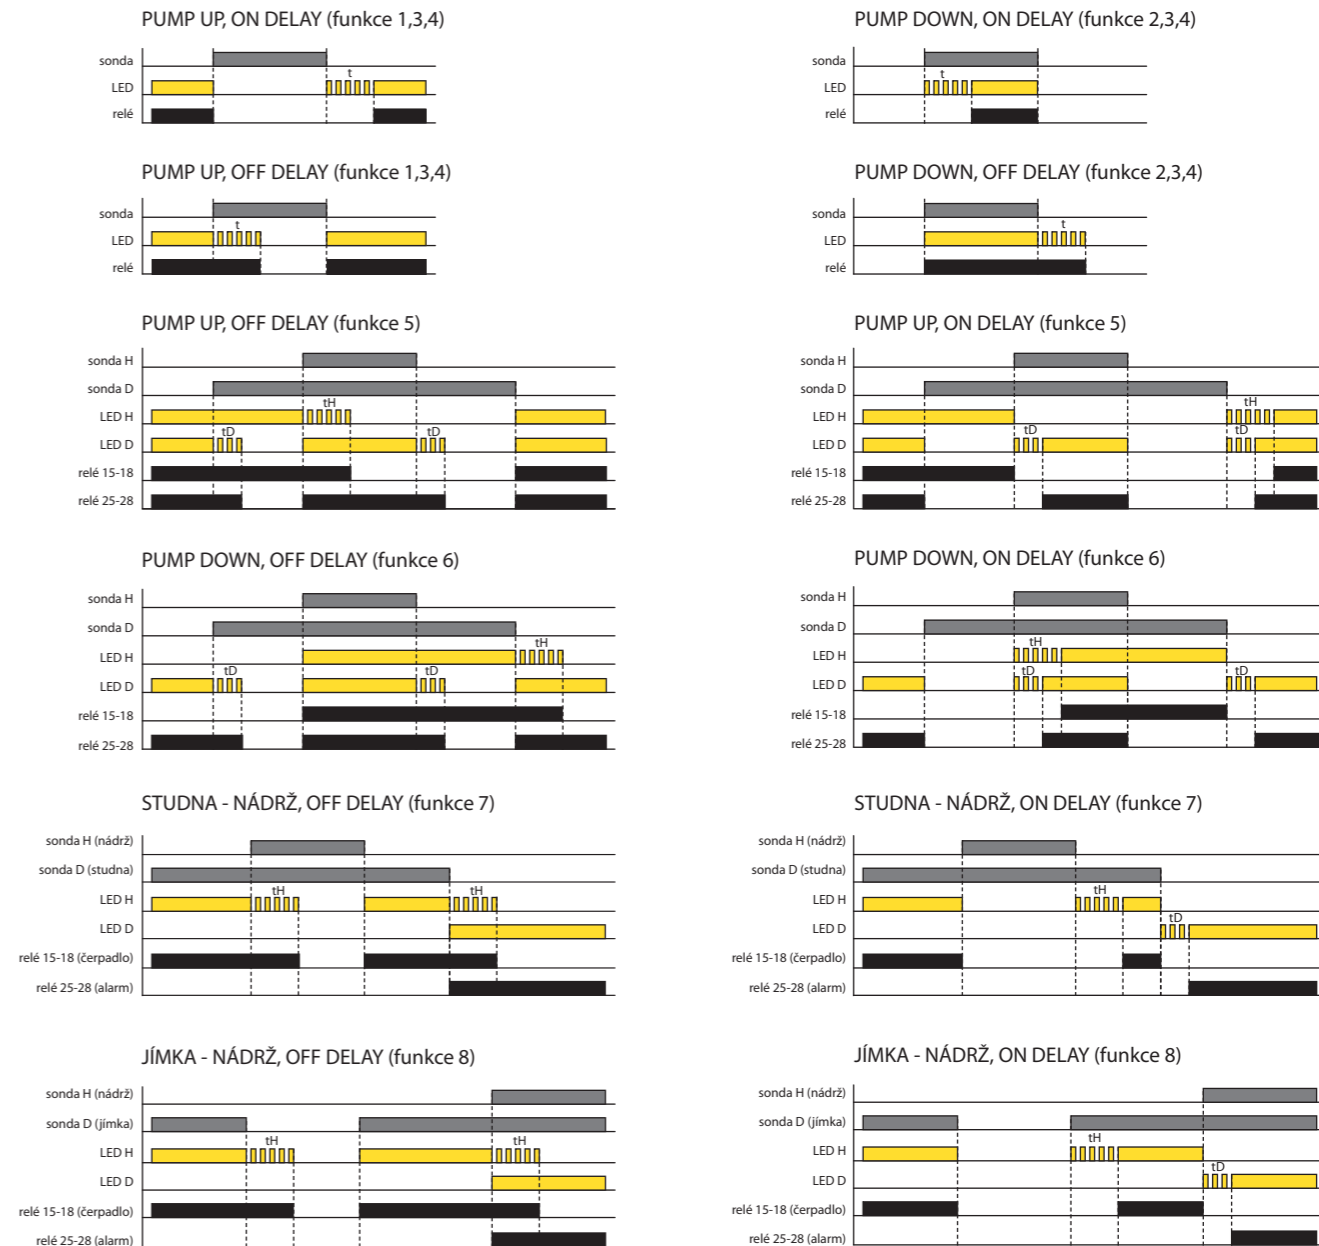 PUMP UP, ON DELAY (funkce 1,3,4)
sonda
t
LED
relé
PUMP DOWN, ON DELAY (funkce 2,3,4)
sonda
t
LED
relé
PUMP UP, OFF DELAY (funkce 1,3,4)
sonda
t
LED
relé
PUMP DOWN, OFF DELAY (funkce 2,3,4)
sonda
t
LED
relé
PUMP UP, OFF DELAY (funkce 5)
sonda H
sonda D
tH
LED H
tD tD
LED D
relé 15-18
relé 25-28
PUMP UP, ON DELAY (funkce 5)
sonda H
sonda D
tH
LED H
tD tD
LED D
relé 15-18
relé 25-28
PUMP DOWN, OFF DELAY (funkce 6)
sonda H
sonda D
tH
LED H
tD tD
LED D
relé 15-18
relé 25-28
PUMP DOWN, ON DELAY (funkce 6)
sonda H
sonda D
tH
LED H
tD tD
LED D
relé 15-18
relé 25-28
STUDNA - NÁDRŽ, OFF DELAY (funkce 7)
sonda H (nádrž)
sonda D (studna)
tH tH
LED H
LED D
relé 15-18 (čerpadlo)
relé 25-28 (alarm)
STUDNA - NÁDRŽ, ON DELAY (funkce 7)
sonda H (nádrž)
sonda D (studna)
tH
LED H
tD
LED D
relé 15-18 (čerpadlo)
relé 25-28 (alarm)
JÍMKA - NÁDRŽ, OFF DELAY (funkce 8)
sonda H (nádrž)
sonda D (jímka)
tH tH
LED H
LED D
relé 15-18 (čerpadlo)
relé 25-28 (alarm)
JÍMKA - NÁDRŽ, ON DELAY (funkce 8)
sonda H (nádrž)
sonda D (jímka)
tH
LED H
tD
LED D
relé 15-18 (čerpadlo)
relé 25-28 (alarm)